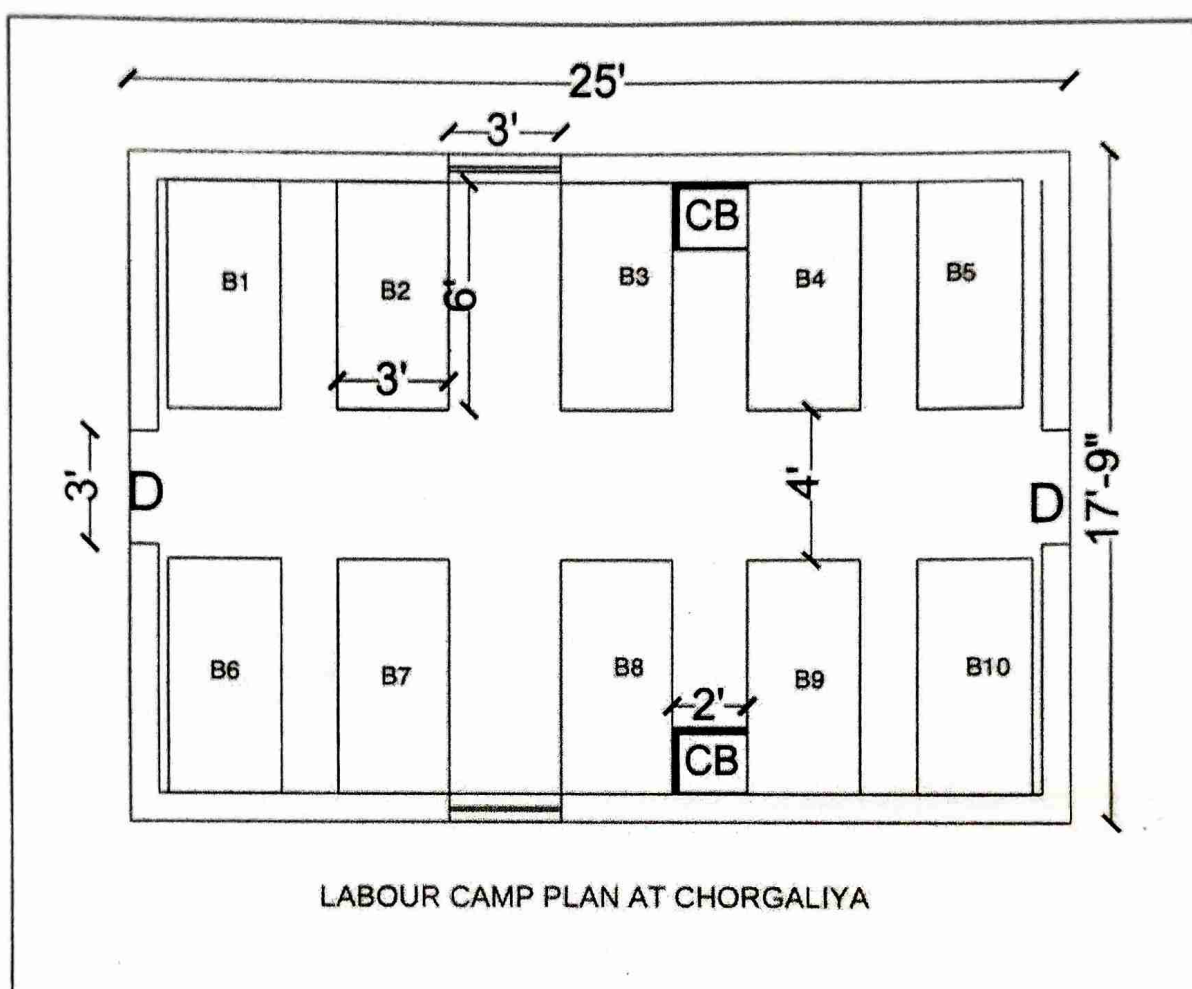 25'
3'
CB
B1
B2
6'
B3
B4
B5
3'
3'
D
4'
D
17'-9"
B6
B7
B8
B9
B10
2'
CB
LABOUR CAMP PLAN AT CHORGALIYA